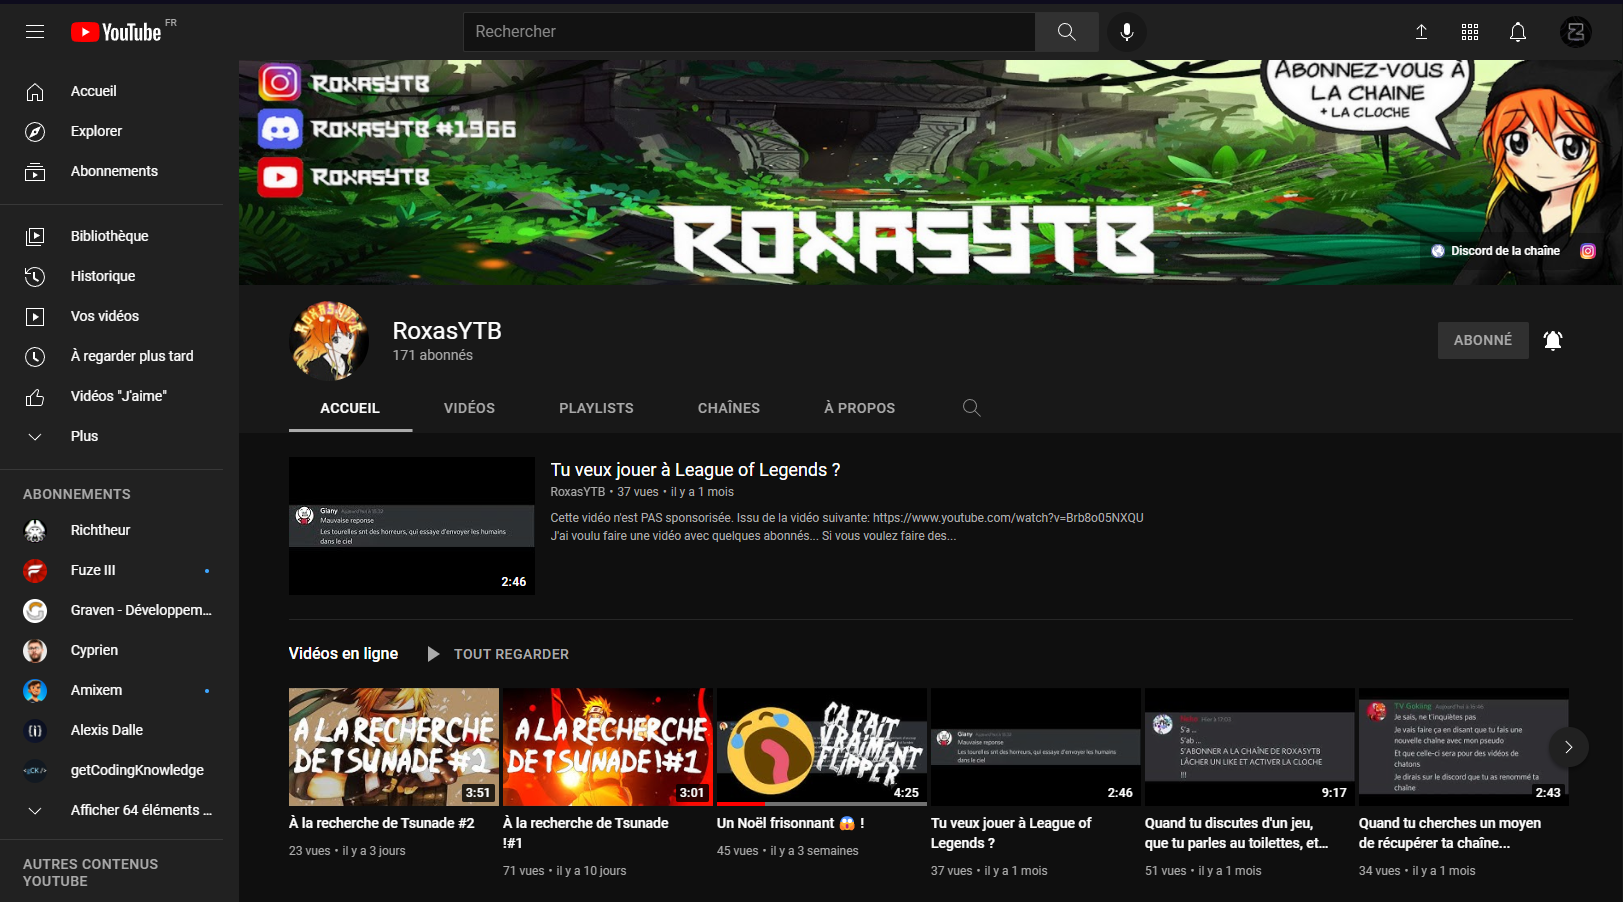 YouTube FR
Rechercher
Accueil
Explorer
Abonnements
Bibliothèque
Historique
Vos vidéos
À regarder plus tard
Vidéos "J'aime"
Plus
ABONNEMENTS
Richtheur
Fuze III
Graven - Développem...
Cyprien
Amixem
Alexis Dalle
getCodingKnowledge
Afficher 64 éléments ...
AUTRES CONTENUS
YOUTUBE
RoxasYTB
RoxasYTB #1366
RoxasYTB
RoxasYTB
ABONNEZ-VOUS À
LA CHAINE
+ LA CLOCHE
Discord de la chaîne
ROXASYTB
RoxasYTB
171 abonnés
ABONNÉ
ACCUEIL
VIDÉOS
PLAYLISTS
CHAÎNES
À PROPOS
Giany Aujourd'hui à
Mauvaise reponse
Les tourelles snt des horreurs, qui essaye d'envoyer les humains
dans le ciel
2:46
Tu veux jouer à League of Legends ?
RoxasYTB • 37 vues • il y a 1 mois
Cette vidéo n'est PAS sponsorisée. Issu de la vidéo suivante: https://www.youtube.com/watch?v=Brb8o05NXQU
J'ai voulu faire une vidéo avec quelques abonnés... Si vous voulez faire des...
Vidéos en ligne
TOUT REGARDER
A LA RECHERCHE
DE TSUNADE #2
3:51
À la recherche de Tsunade #2
23 vues • il y a 3 jours
A LA RECHERCHE
DE TSUNADE !#1
3:01
À la recherche de Tsunade
!#1
71 vues • il y a 10 jours
ÇA FAIT
VRAIMENT
FLIPPER
4:25
Un Noël frisonnant 😱 !
45 vues • il y a 3 semaines
Giany
Mauvaise reponse
Les tourelles snt des horreurs, qui essaye d'envoyer les humains
dans le ciel
2:46
Tu veux jouer à League of
Legends ?
37 vues • il y a 1 mois
Hier à 17:03
S'a ..
S'ab ...
S'ABONNER A LA CHAÎNE DE ROXASYTB
LÂCHER UN LIKE ET ACTIVER LA CLOCHE
!!!
9:17
Quand tu discutes d'un jeu,
que tu parles au toilettes, et...
51 vues • il y a 1 mois
TV Gaking Aujourd'hui à
Je sais, ne t'inquiètes pas
Je vais faire ça en disant que tu fais une
nouvelle chaîne avec mon pseudo
Et que celle-ci sera pour des vidéos de
chatons
Je dirais sur le discord que tu as renommé ta
chaîne
2:43
Quand tu cherches un moyen
de récupérer ta chaîne...
34 vues • il y a 1 mois